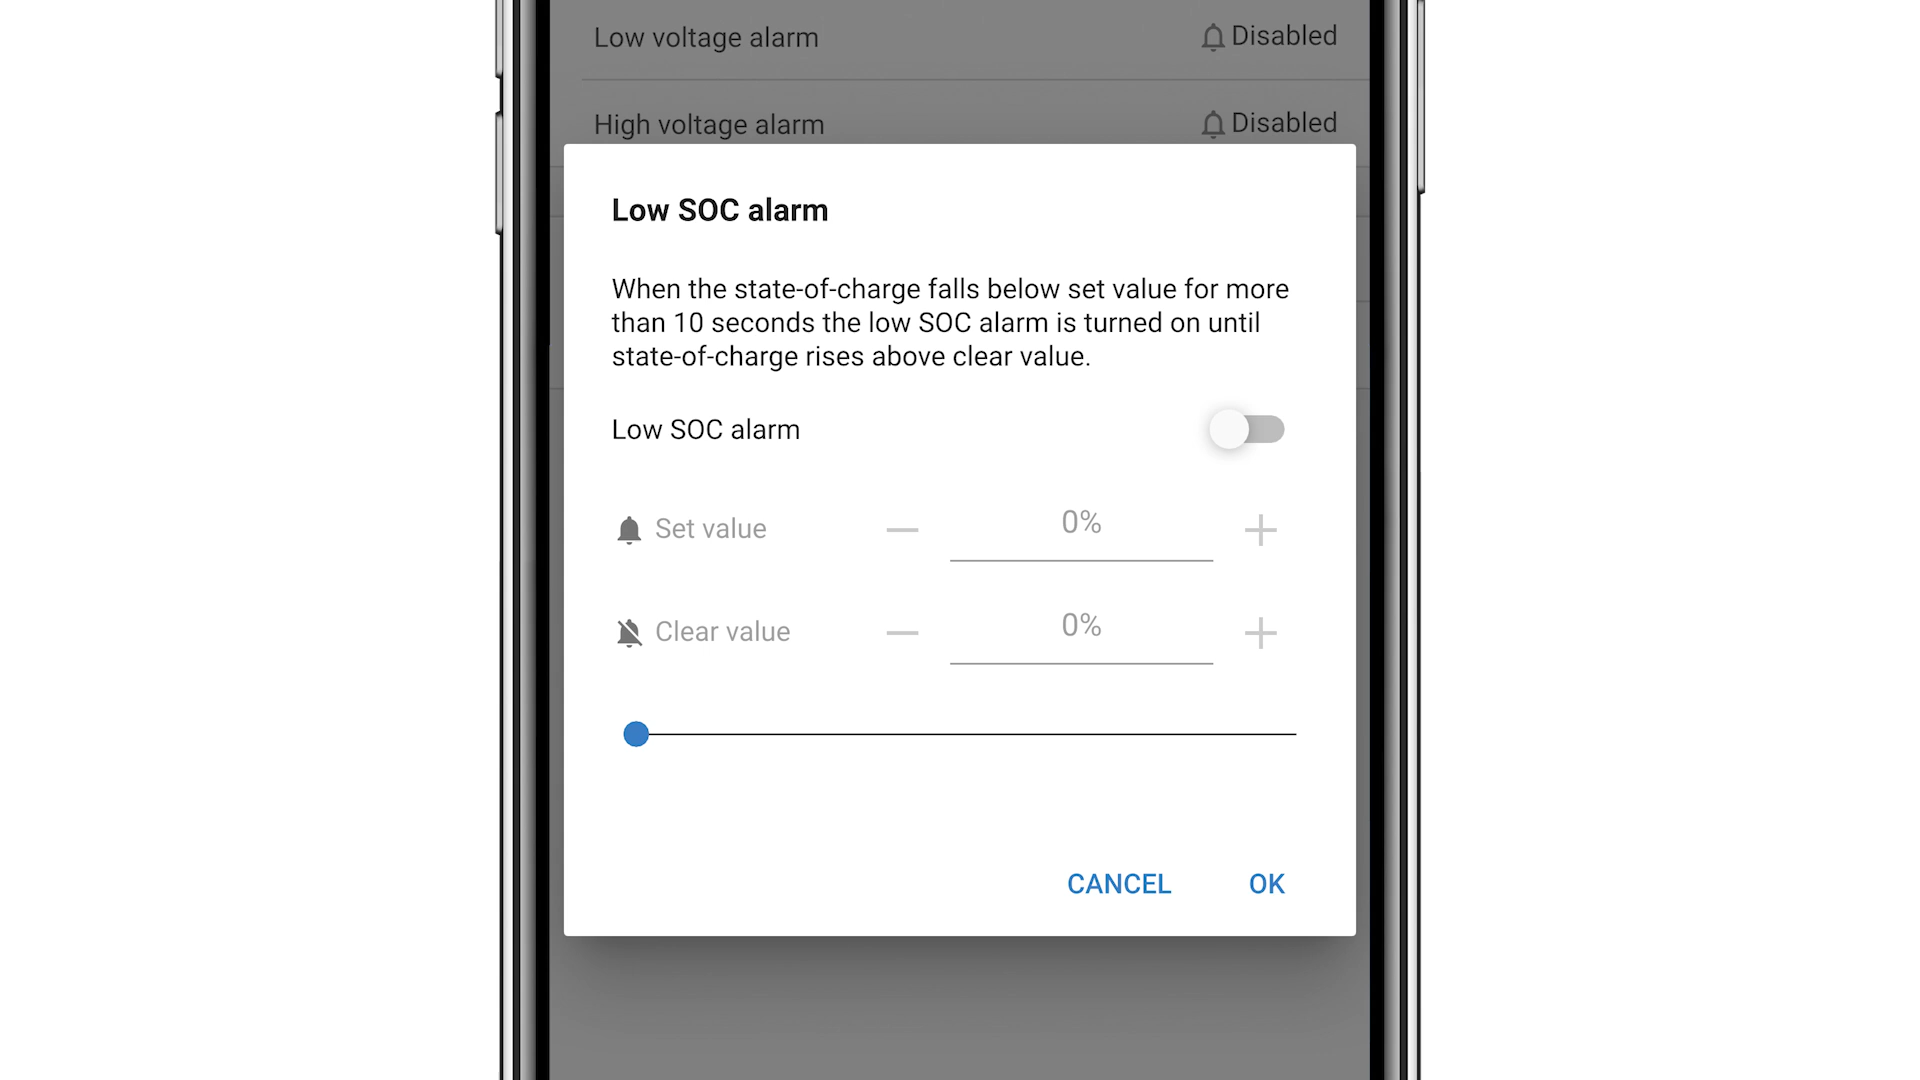 Low voltage alarm
Disabled
High voltage alarm
Disabled
Low SOC alarm
When the state-of-charge falls below set value for more
than 10 seconds the low SOC alarm is turned on until
state-of-charge rises above clear value.
Low SOC alarm
Set value
0%
Clear value
0%
CANCEL
OK